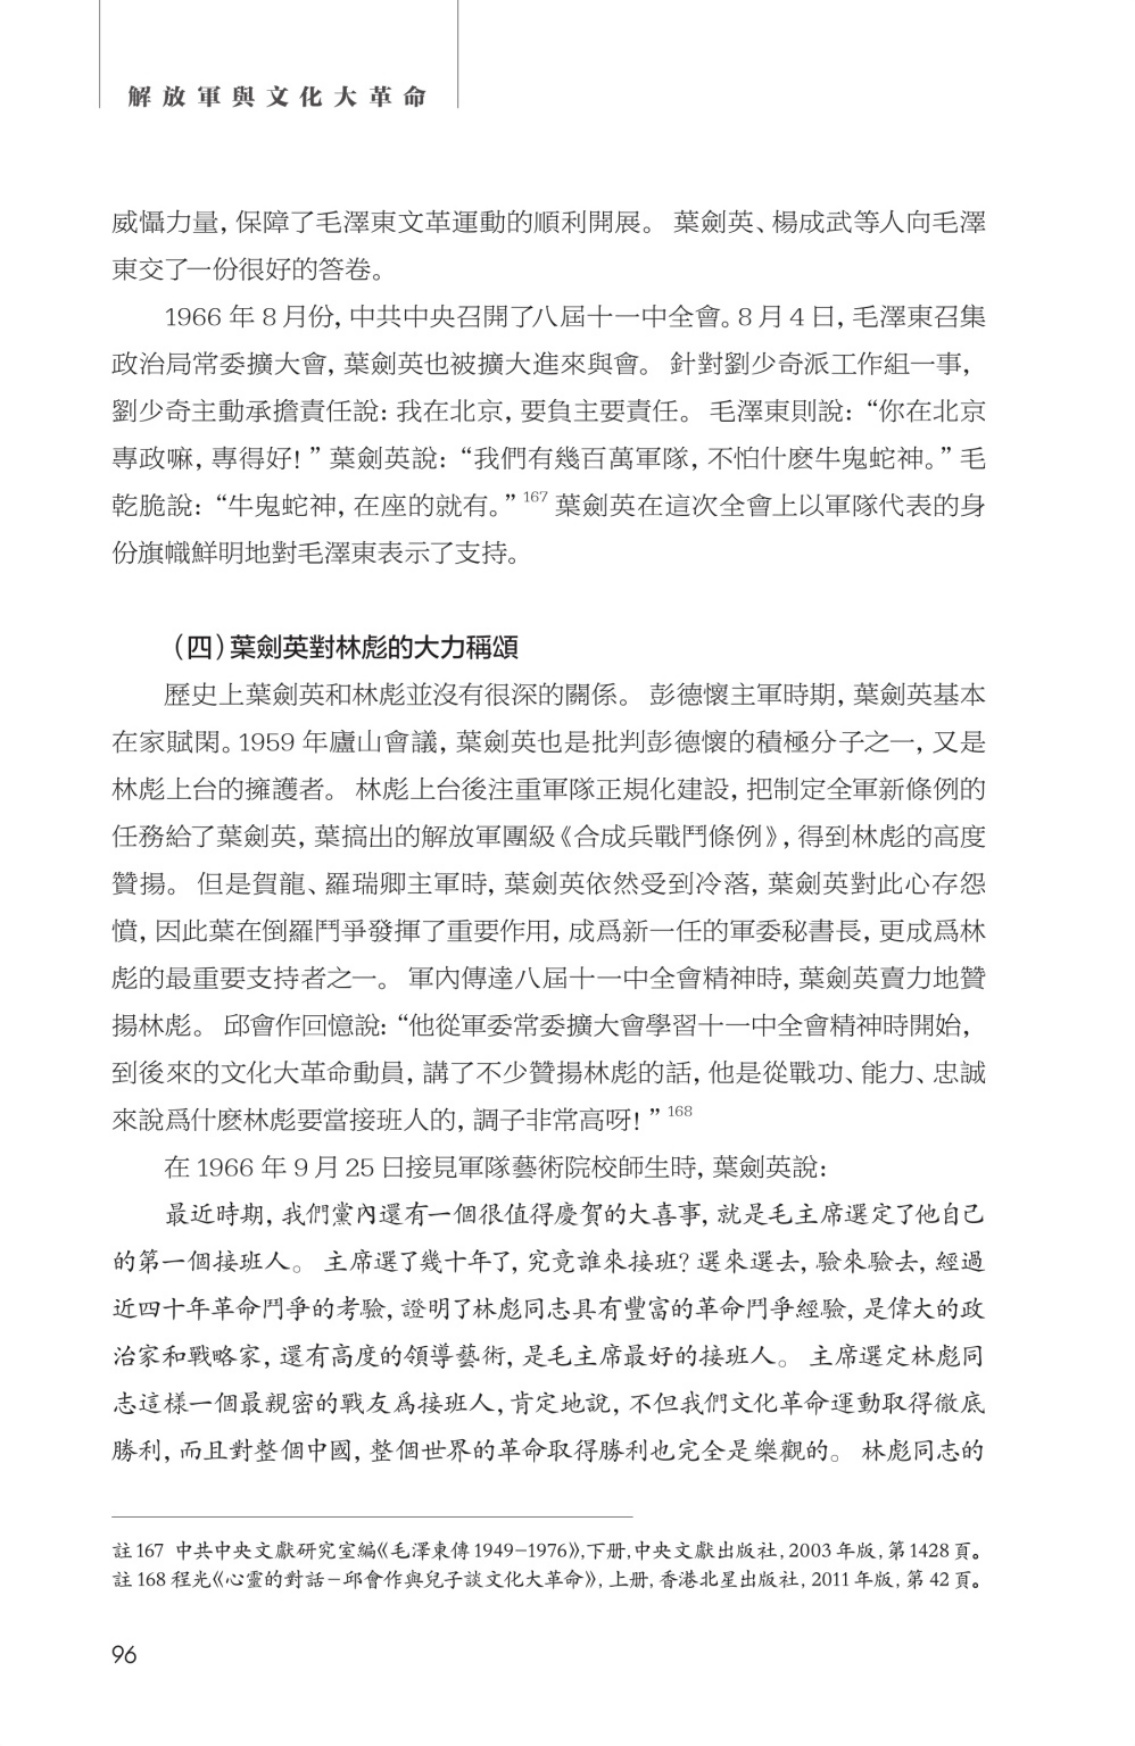 解放軍與文化大革命
威懾力量，保障了毛澤東文革運動的順利開展。葉劍英、楊成武等人向毛澤
東交了一份很好的答卷。
1966 年 8 月份，中共中央召開了八屆十一中全會。8 月 4 日，毛澤東召集
政治局常委擴大會，葉劍英也被擴大進來與會。針對劉少奇派工作組一事，
劉少奇主動承擔責任說：我在北京，要負主要責任。毛澤東則說：“你在北京
專政嘛，專得好！”葉劍英說：“我們有幾百萬軍隊，不怕什麽牛鬼蛇神。”毛
乾脆說：“牛鬼蛇神，在座的就有。”167 葉劍英在這次全會上以軍隊代表的身
份旗幟鮮明地對毛澤東表示了支持。
（四）葉劍英對林彪的大力稱頌
歷史上葉劍英和林彪並沒有很深的關係。彭德懷主軍時期，葉劍英基本
在家賦閑。1959 年廬山會議，葉劍英也是批判彭德懷的積極分子之一，又是
林彪上台的擁護者。林彪上台後注重軍隊正規化建設，把制定全軍新條例的
任務給了葉劍英，葉搞出的解放軍團級《合成兵戰鬥條例》，得到林彪的高度
贊揚。但是賀龍、羅瑞卿主軍時，葉劍英依然受到冷落，葉劍英對此心存怨
憤，因此葉在倒羅鬥爭發揮了重要作用，成爲新一任的軍委秘書長，更成爲林
彪的最重要支持者之一。軍內傳達八屆十一中全會精神時，葉劍英賣力地贊
揚林彪。邱會作回憶說：“他從軍委常委擴大會學習十一中全會精神時開始，
到後來的文化大革命動員，講了不少贊揚林彪的話，他是從戰功、能力、忠誠
來說爲什麽林彪要當接班人的，調子非常高呀！”168
在 1966 年 9 月 25 日接見軍隊藝術院校師生時，葉劍英說：
最近時期，我們黨內還有一個很值得慶賀的大喜事，就是毛主席選定了他自己
的第一個接班人。主席選了幾十年了，究竟誰來接班？選來選去，驗來驗去，經過
近四十年革命鬥爭的考驗，證明了林彪同志具有豐富的革命鬥爭經驗，是偉大的政
治家和戰略家，還有高度的領導藝術，是毛主席最好的接班人。主席選定林彪同
志這樣一個最親密的戰友爲接班人，肯定地說，不但我們文化革命運動取得徹底
勝利，而且對整個中國，整個世界的革命取得勝利也完全是樂觀的。林彪同志的
註 167 中共中央文獻研究室編《毛澤東傳 1949-1976》，下册，中央文獻出版社，2003 年版，第 1428 頁。
註 168 程光《心靈的對話－邱會作與兒子談文化大革命》，上册，香港北星出版社，2011 年版，第 42 頁。
96